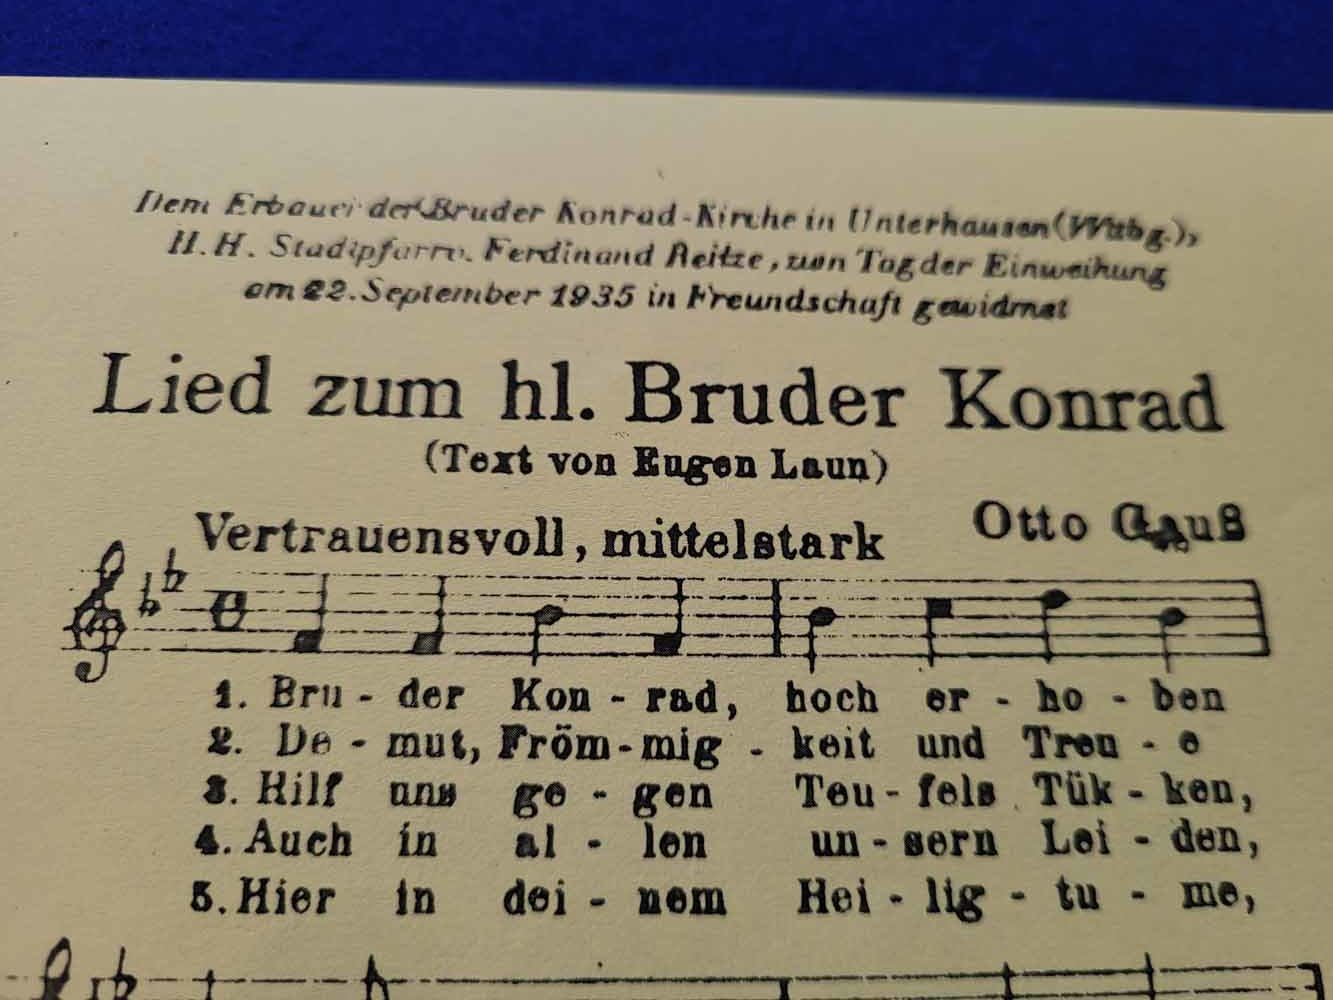 Dem Erbauer der Bruder Konrad-Kirche in Unterhausen (Wttbg.),
H.H. Stadtpfarrv. Ferdinand Reitze, von Tag der Einweihung
am 22. September 1935 in Freundschaft gewidmet
Lied zum hl. Bruder Konrad
(Text von Eugen Laun)
Vertrauensvoll, mittelstark
Otto Gauß
1. Bru - der Kon - rad, hoch er - ho - ben
2. De - mut, Fröm - mig - keit und Treu - e
3. Hilf uns ge - gen Teu - fels Tük - ken,
4. Auch in al - len un - sern Lei - den,
5. Hier in dei - nem Hei - lig - tu - me,